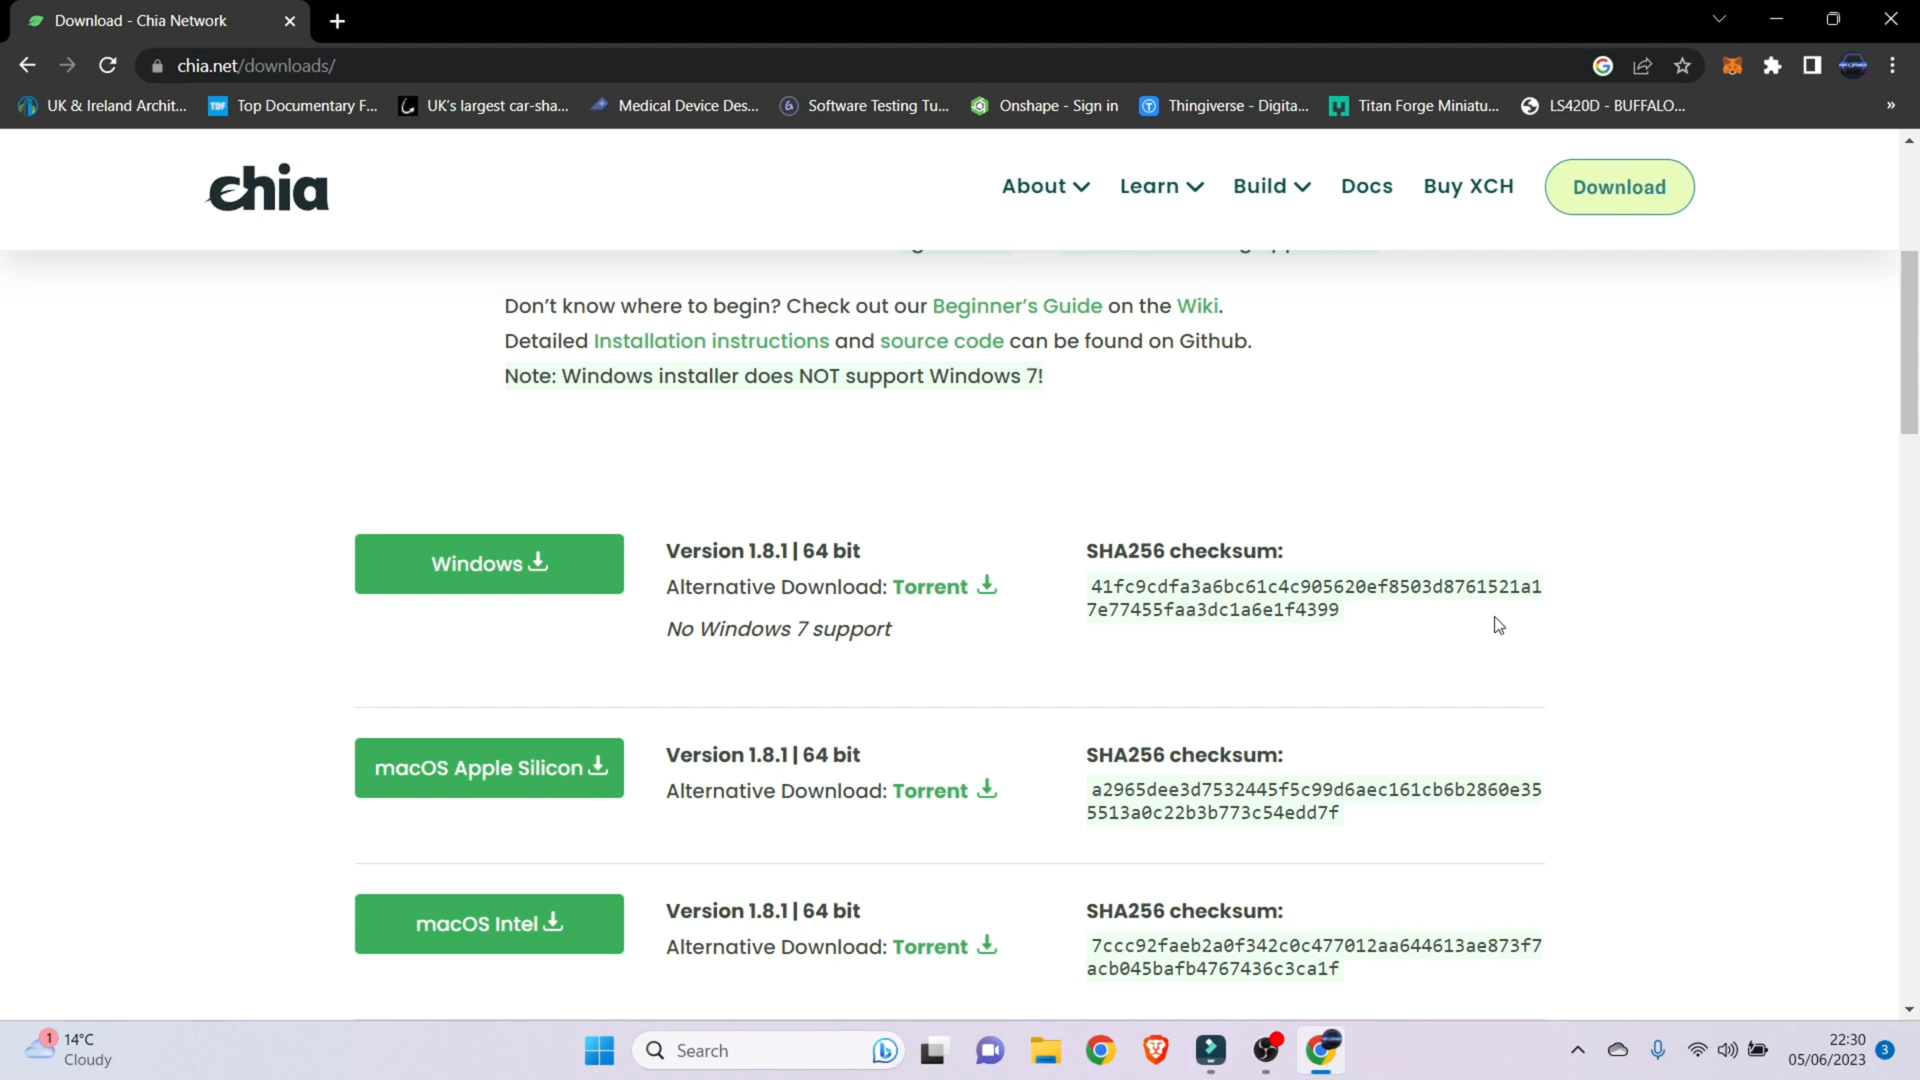 Download - Chia Network
chia.net/downloads/
UK & Ireland Archit...
Top Documentary F...
UK's largest car-sha...
Medical Device Des...
Software Testing Tu...
Onshape - Sign in
Thingiverse - Digita...
Titan Forge Miniatu...
LS420D - BUFFALO...
»
chia
About
Learn
Build
Docs
Buy XCH
Download
Don't know where to begin? Check out our Beginner's Guide on the Wiki.
Detailed Installation instructions and source code can be found on Github.
Note: Windows installer does NOT support Windows 7!
Windows
Version 1.8.1 | 64 bit
Alternative Download: Torrent
No Windows 7 support
SHA256 checksum:
41fc9cdfa3a6bc61c4c905620ef8503d8761521a1
7e77455faa3dc1a6e1f4399
macOS Apple Silicon
Version 1.8.1 | 64 bit
Alternative Download: Torrent
SHA256 checksum:
a2965dee3d7532445f5c99d6aec161cb6b2860e35
5513a0c22b3b773c54edd7f
macOS Intel
Version 1.8.1 | 64 bit
Alternative Download: Torrent
SHA256 checksum:
7ccc92faeb2a0f342c0c477012aa644613ae873f7
acb045bafb4767436c3ca1f
1
14°C
Cloudy
Search
22:30
05/06/2023
3